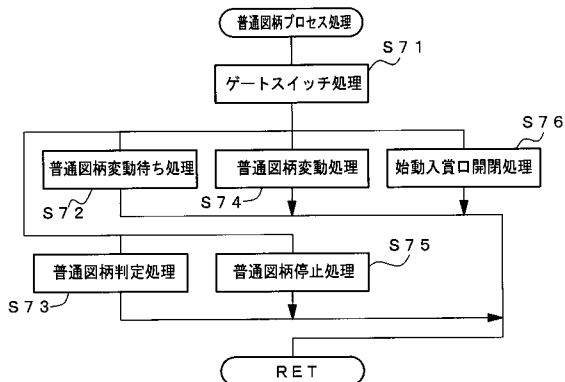 普通図柄プロセス処理
S71
ゲートスイッチ処理
S76
普通図柄変動待ち処理
普通図柄変動処理
始動入賞口開閉処理
S72
S74
S75
普通図柄判定処理
普通図柄停止処理
S73
RET